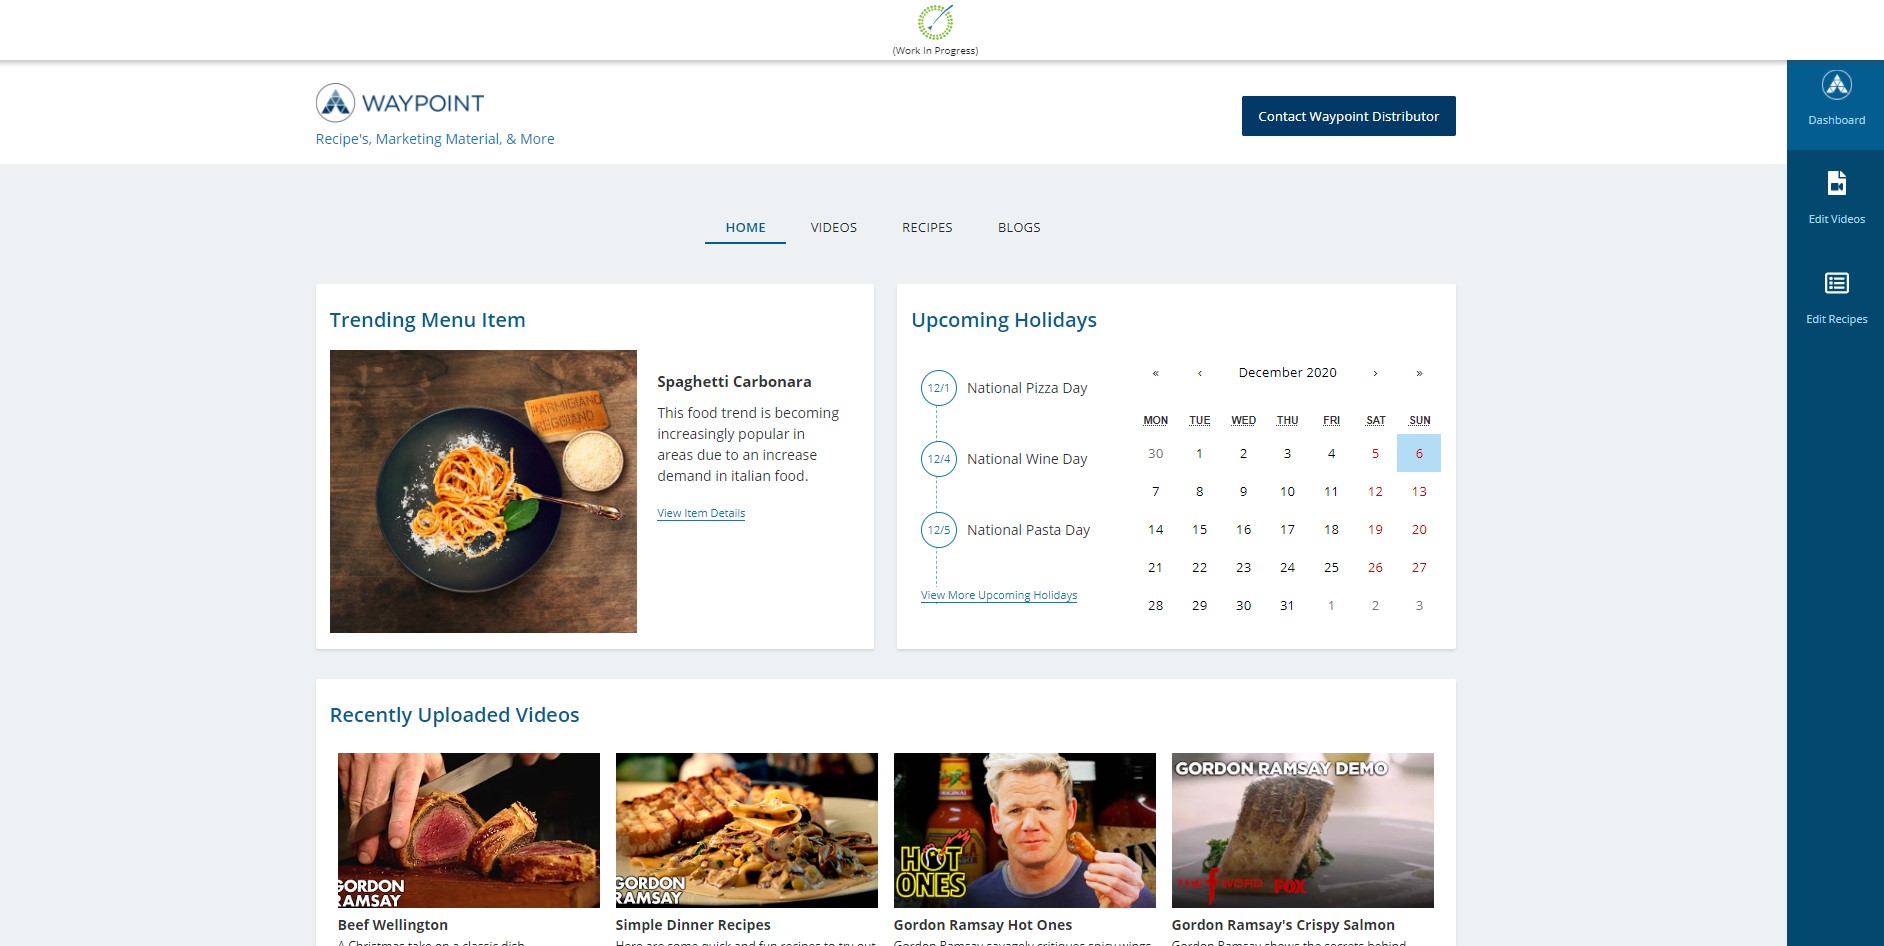 (Work In Progress)
WAYPOINT
Recipe's, Marketing Material, & More
Contact Waypoint Distributor
Dashboard
Edit Videos
Edit Recipes
HOME VIDEOS RECIPES BLOGS
Trending Menu Item
PARMIGIANO
REGGIANO
Spaghetti Carbonara
This food trend is becoming
increasingly popular in
areas due to an increase
demand in italian food.
View Item Details
Upcoming Holidays
12/1 National Pizza Day
12/4 National Wine Day
12/5 National Pasta Day
View More Upcoming Holidays
« ‹ December 2020 › »
MON TUE WED THU FRI SAT SUN
30 1 2 3 4 5 6
7 8 9 10 11 12 13
14 15 16 17 18 19 20
21 22 23 24 25 26 27
28 29 30 31 1 2 3
Recently Uploaded Videos
GORDON
RAMSAY
GORDON
RAMSAY
ORIGINAL
HOT
ONES
GORDON RAMSAY DEMO
THE F WORD FOX
Beef Wellington
Simple Dinner Recipes
Gordon Ramsay Hot Ones
Gordon Ramsay's Crispy Salmon
A Christmas take on a classic dish
Here are some quick and fun recipes to try out
Gordon Ramsay savagely critiques spicy wings
Gordon Ramsay shows the secrets behind